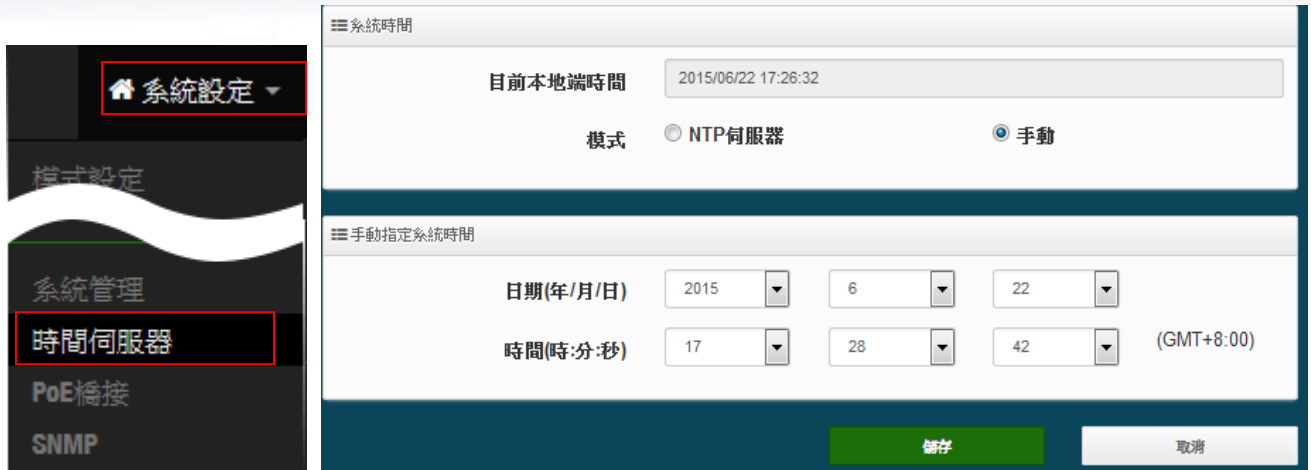 系統設定
模式設定
系統管理
時間伺服器
PoE橋接
SNMP
系統時間
目前本地端時間 2015/06/22 17:26:32
模式 NTP伺服器 手動
手動指定系統時間
日期(年/月/日) 2015 6 22
時間(時:分:秒) 17 28 42 (GMT+8:00)
儲存 取消